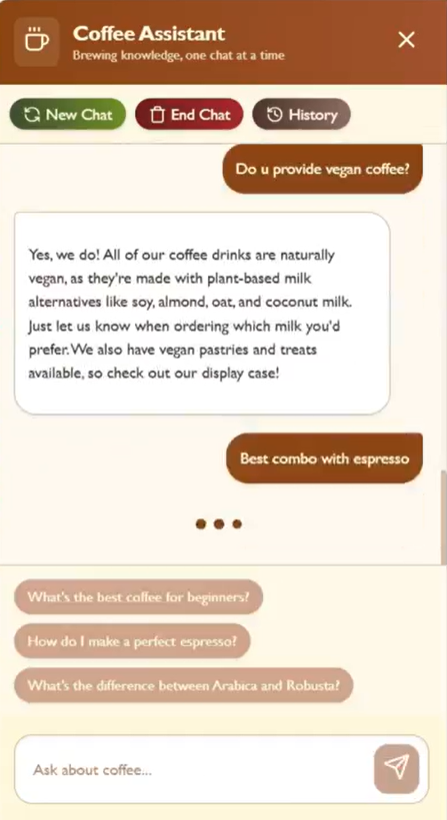 Coffee Assistant
Brewing knowledge, one chat at a time
New Chat
End Chat
History
Do u provide vegan coffee?
Yes, we do! All of our coffee drinks are naturally
vegan, as they're made with plant-based milk
alternatives like soy, almond, oat, and coconut milk.
Just let us know when ordering which milk you'd
prefer. We also have vegan pastries and treats
available, so check out our display case!
Best combo with espresso
What's the best coffee for beginners?
How do I make a perfect espresso?
What's the difference between Arabica and Robusta?
Ask about coffee...